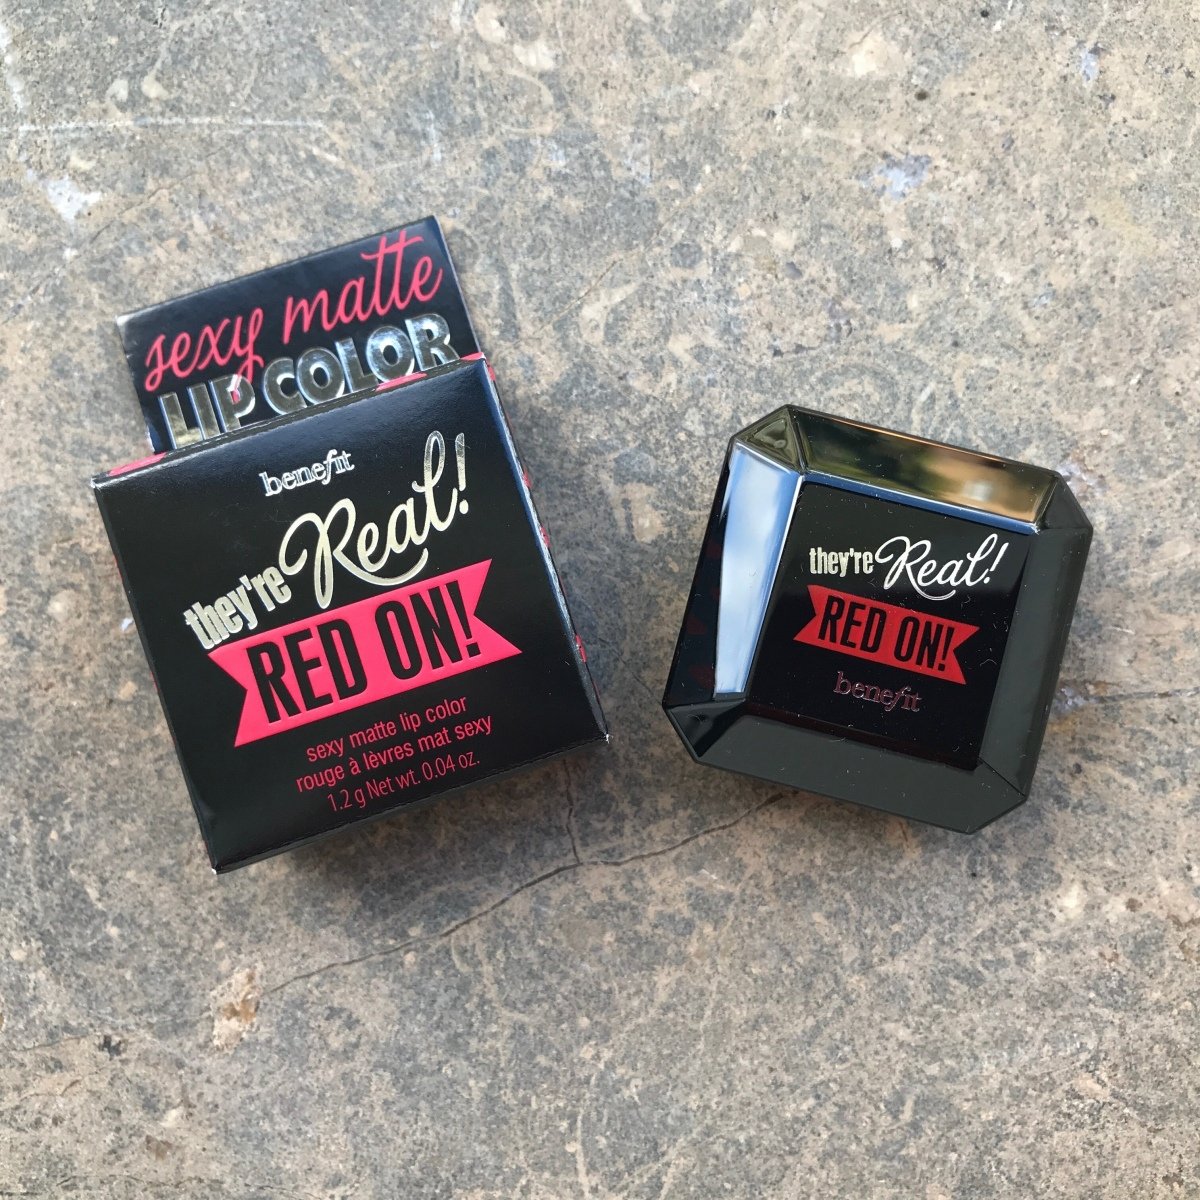 sexy matte
LIP COLOR
benefit
they're Real!
RED ON!
sexy matte lip color
rouge à lèvres mat sexy
1.2 g Net wt. 0.04 oz.
they're Real!
RED ON!
benefit